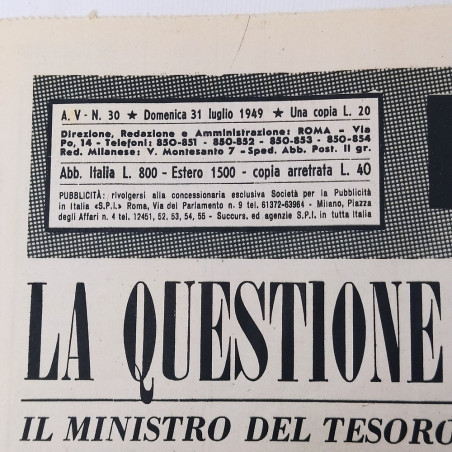 A. V - N. 30 ★ Domenica 31 luglio 1949 ★ Una copia L. 20
Direzione, Redazione e Amministrazione: ROMA - Via
Po, 14 - Telefoni: 850-851 - 850-852 - 850-853 - 850-854
Red. Milanese: V. Montesanto 7 - Sped. Abb. Post. II gr.
Abb. Italia L. 800 - Estero 1500 - copia arretrata L. 40
PUBBLICITÀ: rivolgersi alla concessionaria esclusiva Società per la Pubblicità
in Italia «S.P.I.» Roma, Via del Parlamento n. 9 tel. 61372-63964 - Milano, Piazza
degli Affari n. 4 tel. 12451, 52, 53, 54, 55 - Succurs. ed agenzie S.P.I. in tutta Italia
LA QUESTIONE
IL MINISTRO DEL TESORO